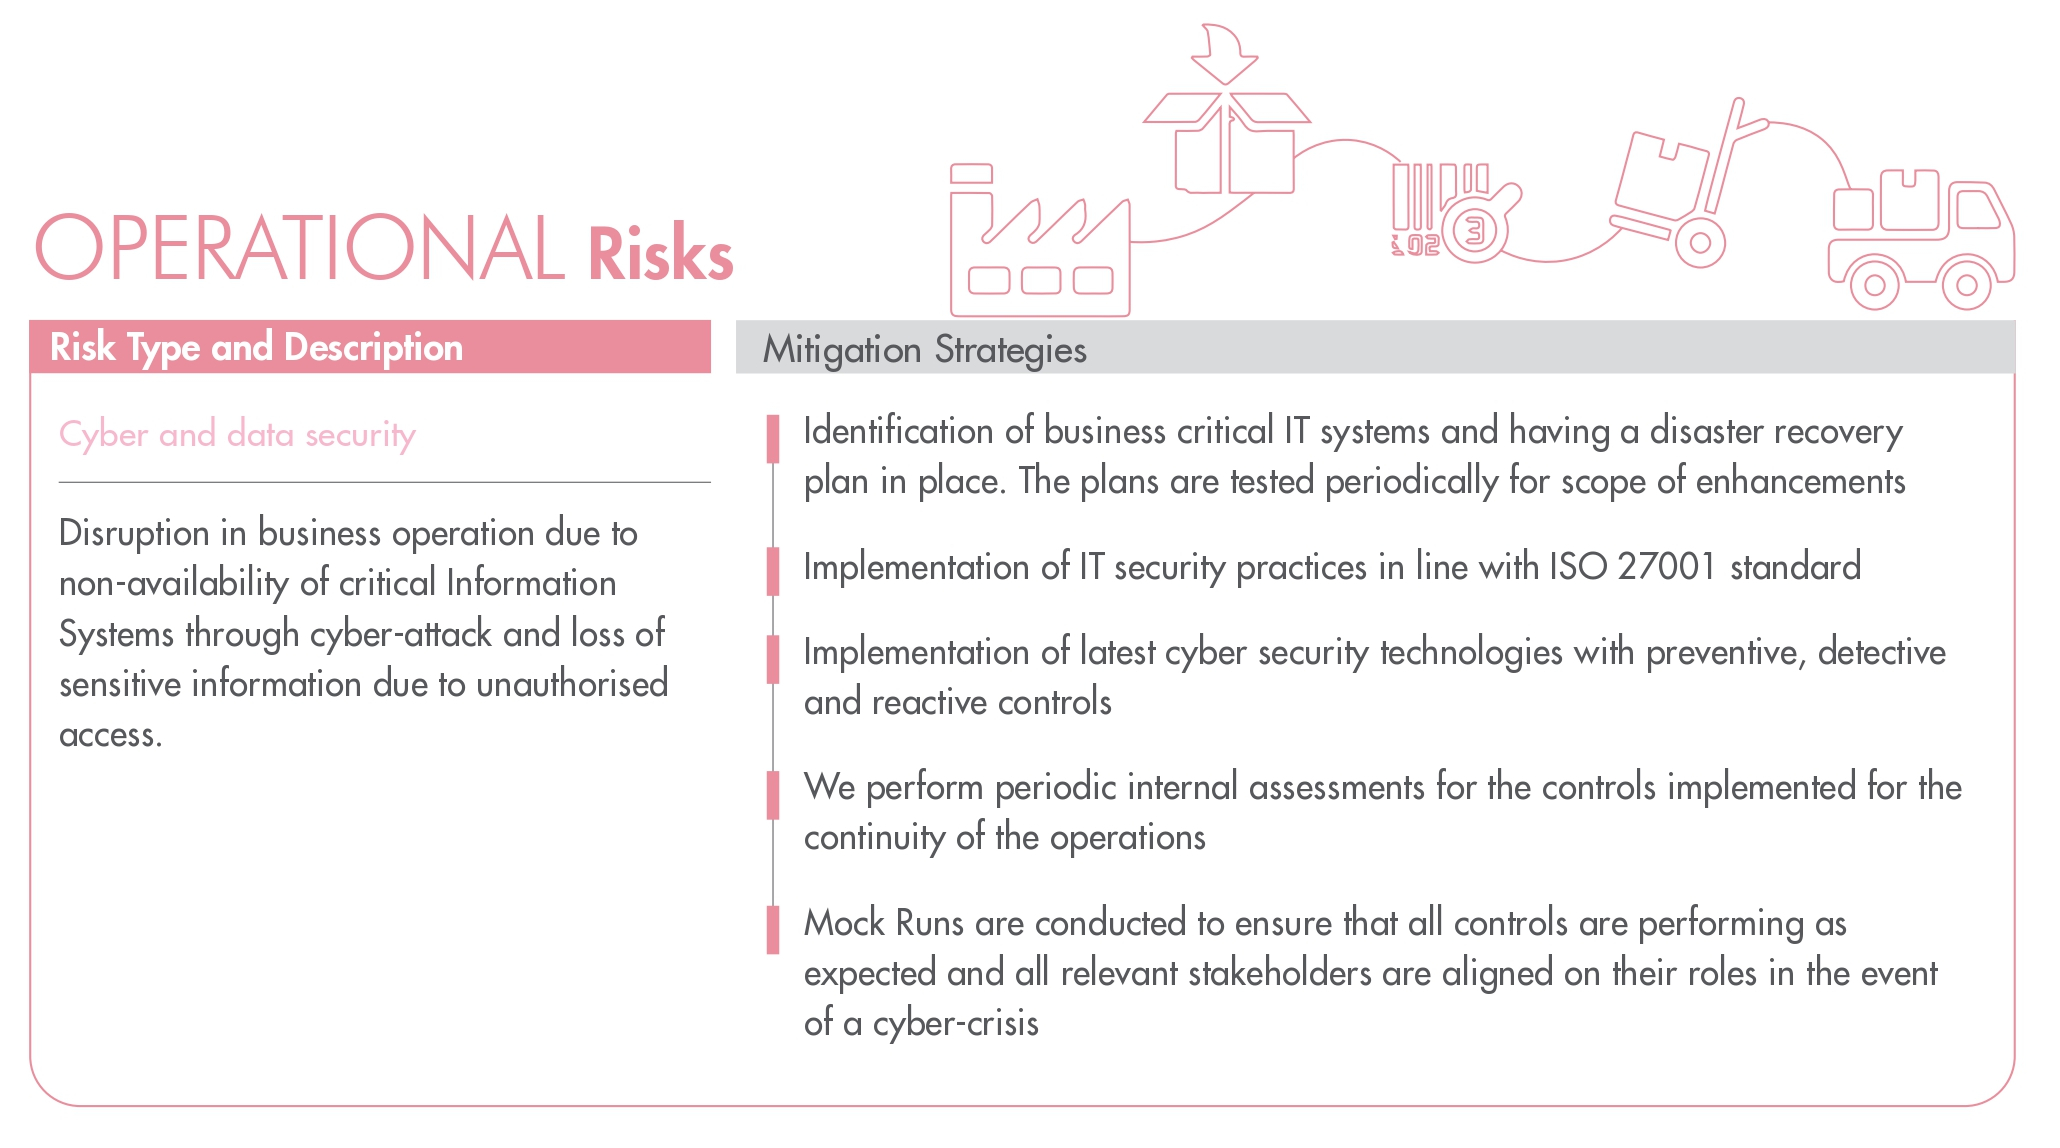 OPERATIONAL Risks
3
Risk Type and Description
Mitigation Strategies
Cyber and data security
Disruption in business operation due to
non-availability of critical Information
Systems through cyber-attack and loss of
sensitive information due to unauthorised
access.
Identification of business critical IT systems and having a disaster recovery
plan in place. The plans are tested periodically for scope of enhancements
Implementation of IT security practices in line with ISO 27001 standard
Implementation of latest cyber security technologies with preventive, detective
and reactive controls
We perform periodic internal assessments for the controls implemented for the
continuity of the operations
Mock Runs are conducted to ensure that all controls are performing as
expected and all relevant stakeholders are aligned on their roles in the event
of a cyber-crisis